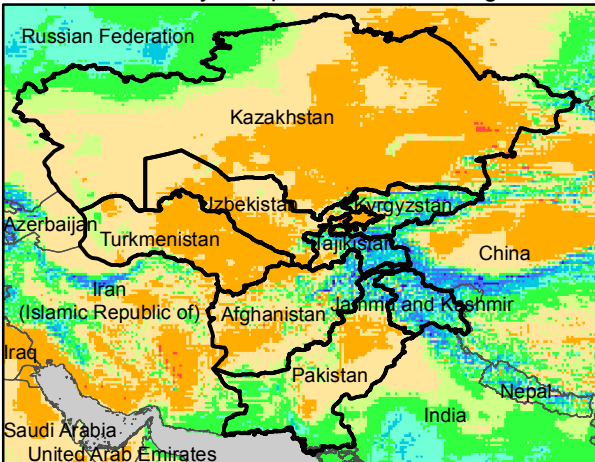 Russian Federation
Kazakhstan
Izbekistan
Kyrgyzstan
Azerbaijan
Turkmenistan
Tajikistan
China
Iran
(Islamic Republic of)
Afghanistan
Jammu and Kashmir
Iraq
Pakistan
Nepal
India
Saudi Arabia
United Arab Emirates